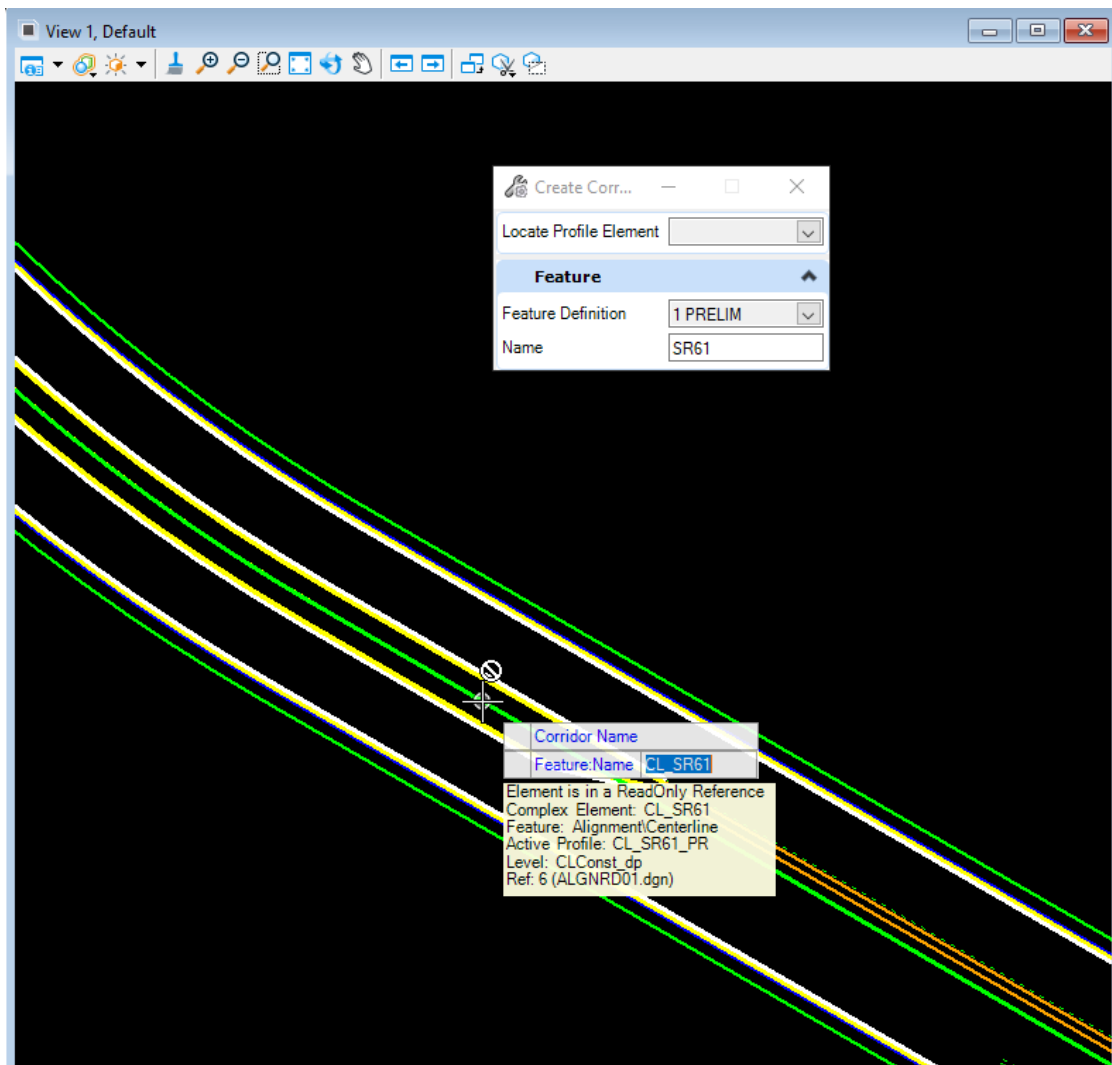 View 1, Default
Create Corr...
Locate Profile Element
Feature
Feature Definition 1 PRELIM
Name SR61
Corridor Name
Feature:Name CL_SR61
Element is in a ReadOnly Reference
Complex Element: CL_SR61
Feature: Alignment\Centerline
Active Profile: CL_SR61_PR
Level: CLConst_dp
Ref: 6 (ALGNRD01.dgn)